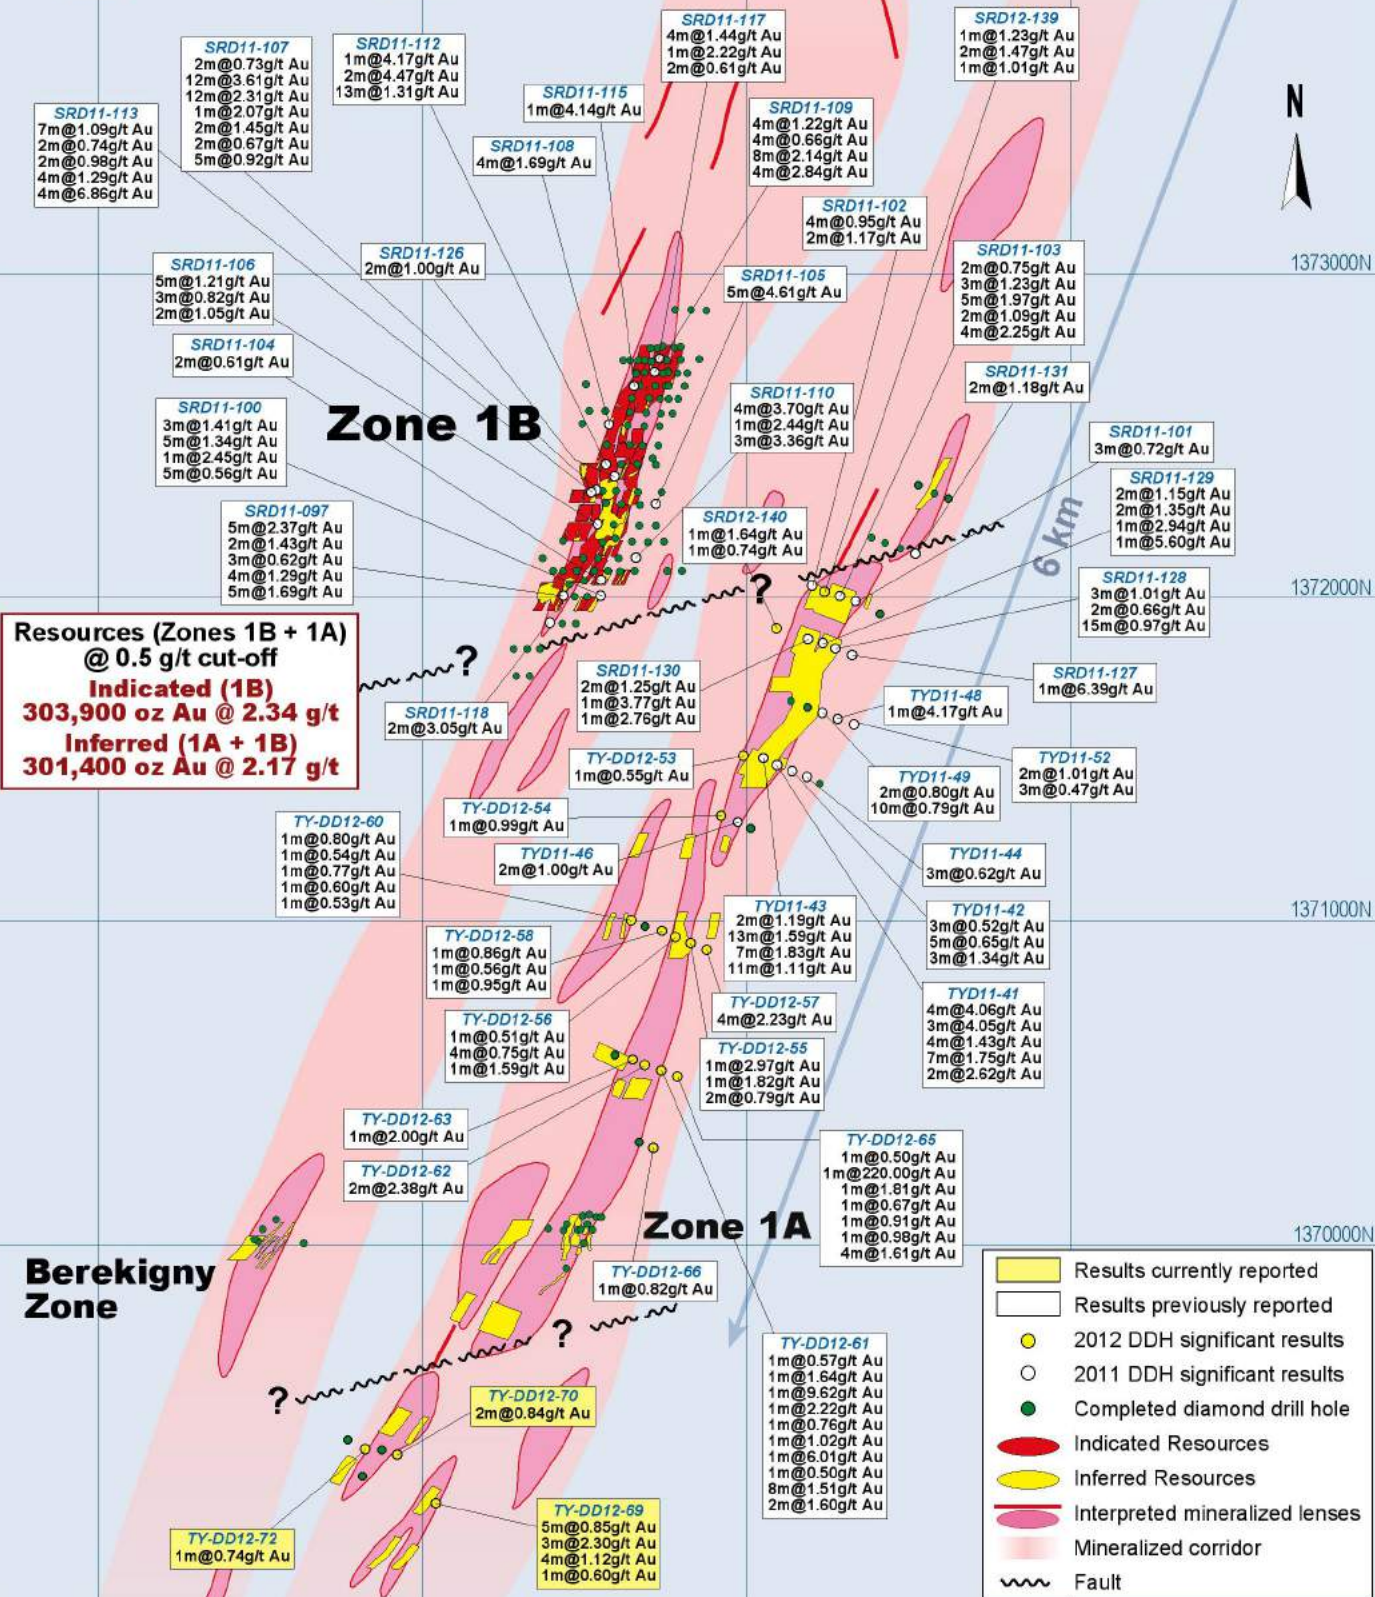 SRD11-117
4m@1.44g/t Au
1m@2.22g/t Au
2m@0.61g/t Au
SRD12-139
1m@1.23g/t Au
2m@1.47g/t Au
1m@1.01g/t Au
SRD11-107
2m@0.73g/t Au
12m@3.61g/t Au
12m@2.31g/t Au
1m@2.07g/t Au
2m@1.45g/t Au
2m@0.67g/t Au
5m@0.92g/t Au
SRD11-112
1m@4.17g/t Au
2m@4.47g/t Au
13m@1.31g/t Au
SRD11-115
1m@4.14g/t Au
N
SRD11-113
7m@1.09g/t Au
2m@0.74g/t Au
2m@0.98g/t Au
4m@1.29g/t Au
4m@6.86g/t Au
SRD11-109
4m@1.22g/t Au
4m@0.66g/t Au
8m@2.14g/t Au
4m@2.84g/t Au
SRD11-108
4m@1.69g/t Au
SRD11-102
4m@0.95g/t Au
2m@1.17g/t Au
SRD11-126
2m@1.00g/t Au
SRD11-103
2m@0.75g/t Au
3m@1.23g/t Au
5m@1.97g/t Au
2m@1.09g/t Au
4m@2.25g/t Au
1373000N
SRD11-106
5m@1.21g/t Au
3m@0.82g/t Au
2m@1.05g/t Au
SRD11-105
5m@4.61g/t Au
SRD11-104
2m@0.61g/t Au
SRD11-131
2m@1.18g/t Au
SRD11-110
4m@3.70g/t Au
1m@2.44g/t Au
3m@3.36g/t Au
Zone 1B
SRD11-100
3m@1.41g/t Au
5m@1.34g/t Au
1m@2.45g/t Au
5m@0.56g/t Au
SRD11-101
3m@0.72g/t Au
SRD11-129
2m@1.15g/t Au
2m@1.35g/t Au
1m@2.94g/t Au
1m@5.60g/t Au
SRD11-097
5m@2.37g/t Au
2m@1.43g/t Au
3m@0.62g/t Au
4m@1.29g/t Au
5m@1.69g/t Au
SRD12-140
1m@1.64g/t Au
1m@0.74g/t Au
6 km
SRD11-128
3m@1.01g/t Au
2m@0.66g/t Au
15m@0.97g/t Au
1372000N
?
Resources (Zones 1B + 1A)
@ 0.5 g/t cut-off
Indicated (1B)
303,900 oz Au @ 2.34 g/t
Inferred (1A + 1B)
301,400 oz Au @ 2.17 g/t
?
SRD11-130
2m@1.25g/t Au
1m@3.77g/t Au
1m@2.76g/t Au
SRD11-127
1m@6.39g/t Au
SRD11-118
2m@3.05g/t Au
TYD11-48
1m@4.17g/t Au
TY-DD12-53
1m@0.55g/t Au
TYD11-52
2m@1.01g/t Au
3m@0.47g/t Au
TYD11-49
2m@0.80g/t Au
10m@0.79g/t Au
TY-DD12-54
1m@0.99g/t Au
TY-DD12-60
1m@0.80g/t Au
1m@0.54g/t Au
1m@0.77g/t Au
1m@0.60g/t Au
1m@0.53g/t Au
TYD11-46
2m@1.00g/t Au
TYD11-44
3m@0.62g/t Au
TYD11-43
2m@1.19g/t Au
13m@1.59g/t Au
7m@1.83g/t Au
11m@1.11g/t Au
TYD11-42
3m@0.52g/t Au
5m@0.65g/t Au
3m@1.34g/t Au
1371000N
TY-DD12-58
1m@0.86g/t Au
1m@0.56g/t Au
1m@0.95g/t Au
TY-DD12-57
4m@2.23g/t Au
TYD11-41
4m@4.06g/t Au
3m@4.05g/t Au
4m@1.43g/t Au
7m@1.75g/t Au
2m@2.62g/t Au
TY-DD12-56
1m@0.51g/t Au
4m@0.75g/t Au
1m@1.59g/t Au
TY-DD12-55
1m@2.97g/t Au
1m@1.82g/t Au
2m@0.79g/t Au
TY-DD12-63
1m@2.00g/t Au
TY-DD12-65
1m@0.50g/t Au
1m@220.00g/t Au
1m@1.81g/t Au
1m@0.67g/t Au
1m@0.91g/t Au
1m@0.98g/t Au
4m@1.61g/t Au
TY-DD12-62
2m@2.38g/t Au
Zone 1A
1370000N
Berekigny
Zone
TY-DD12-66
1m@0.82g/t Au
?
?
TY-DD12-61
1m@0.57g/t Au
1m@1.64g/t Au
1m@9.62g/t Au
1m@2.22g/t Au
1m@0.76g/t Au
1m@1.02g/t Au
1m@6.01g/t Au
1m@0.50g/t Au
8m@1.51g/t Au
2m@1.60g/t Au
TY-DD12-70
2m@0.84g/t Au
TY-DD12-69
5m@0.85g/t Au
3m@2.30g/t Au
4m@1.12g/t Au
1m@0.60g/t Au
TY-DD12-72
1m@0.74g/t Au
Results currently reported
Results previously reported
2012 DDH significant results
2011 DDH significant results
Completed diamond drill hole
Indicated Resources
Inferred Resources
Interpreted mineralized lenses
Mineralized corridor
Fault